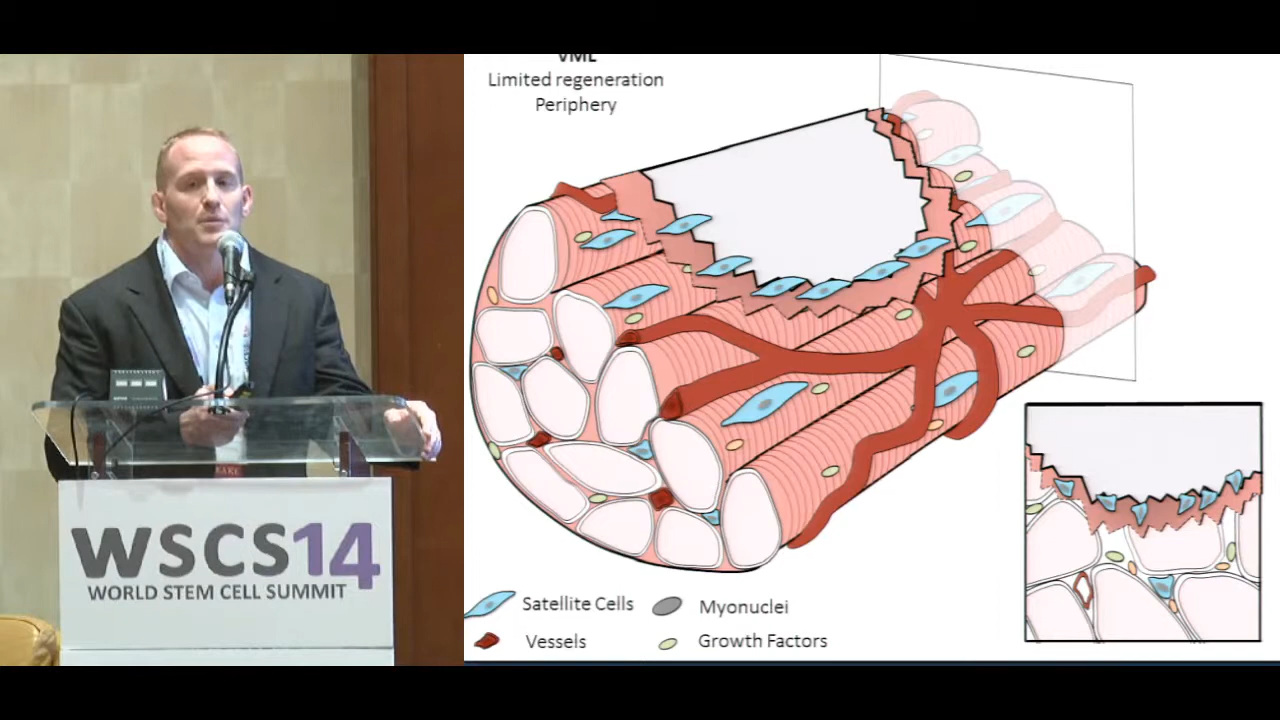 VML
Limited regeneration
Periphery
WSCS14
WORLD STEM CELL SUMMIT
Satellite Cells
Myonuclei
Vessels
Growth Factors